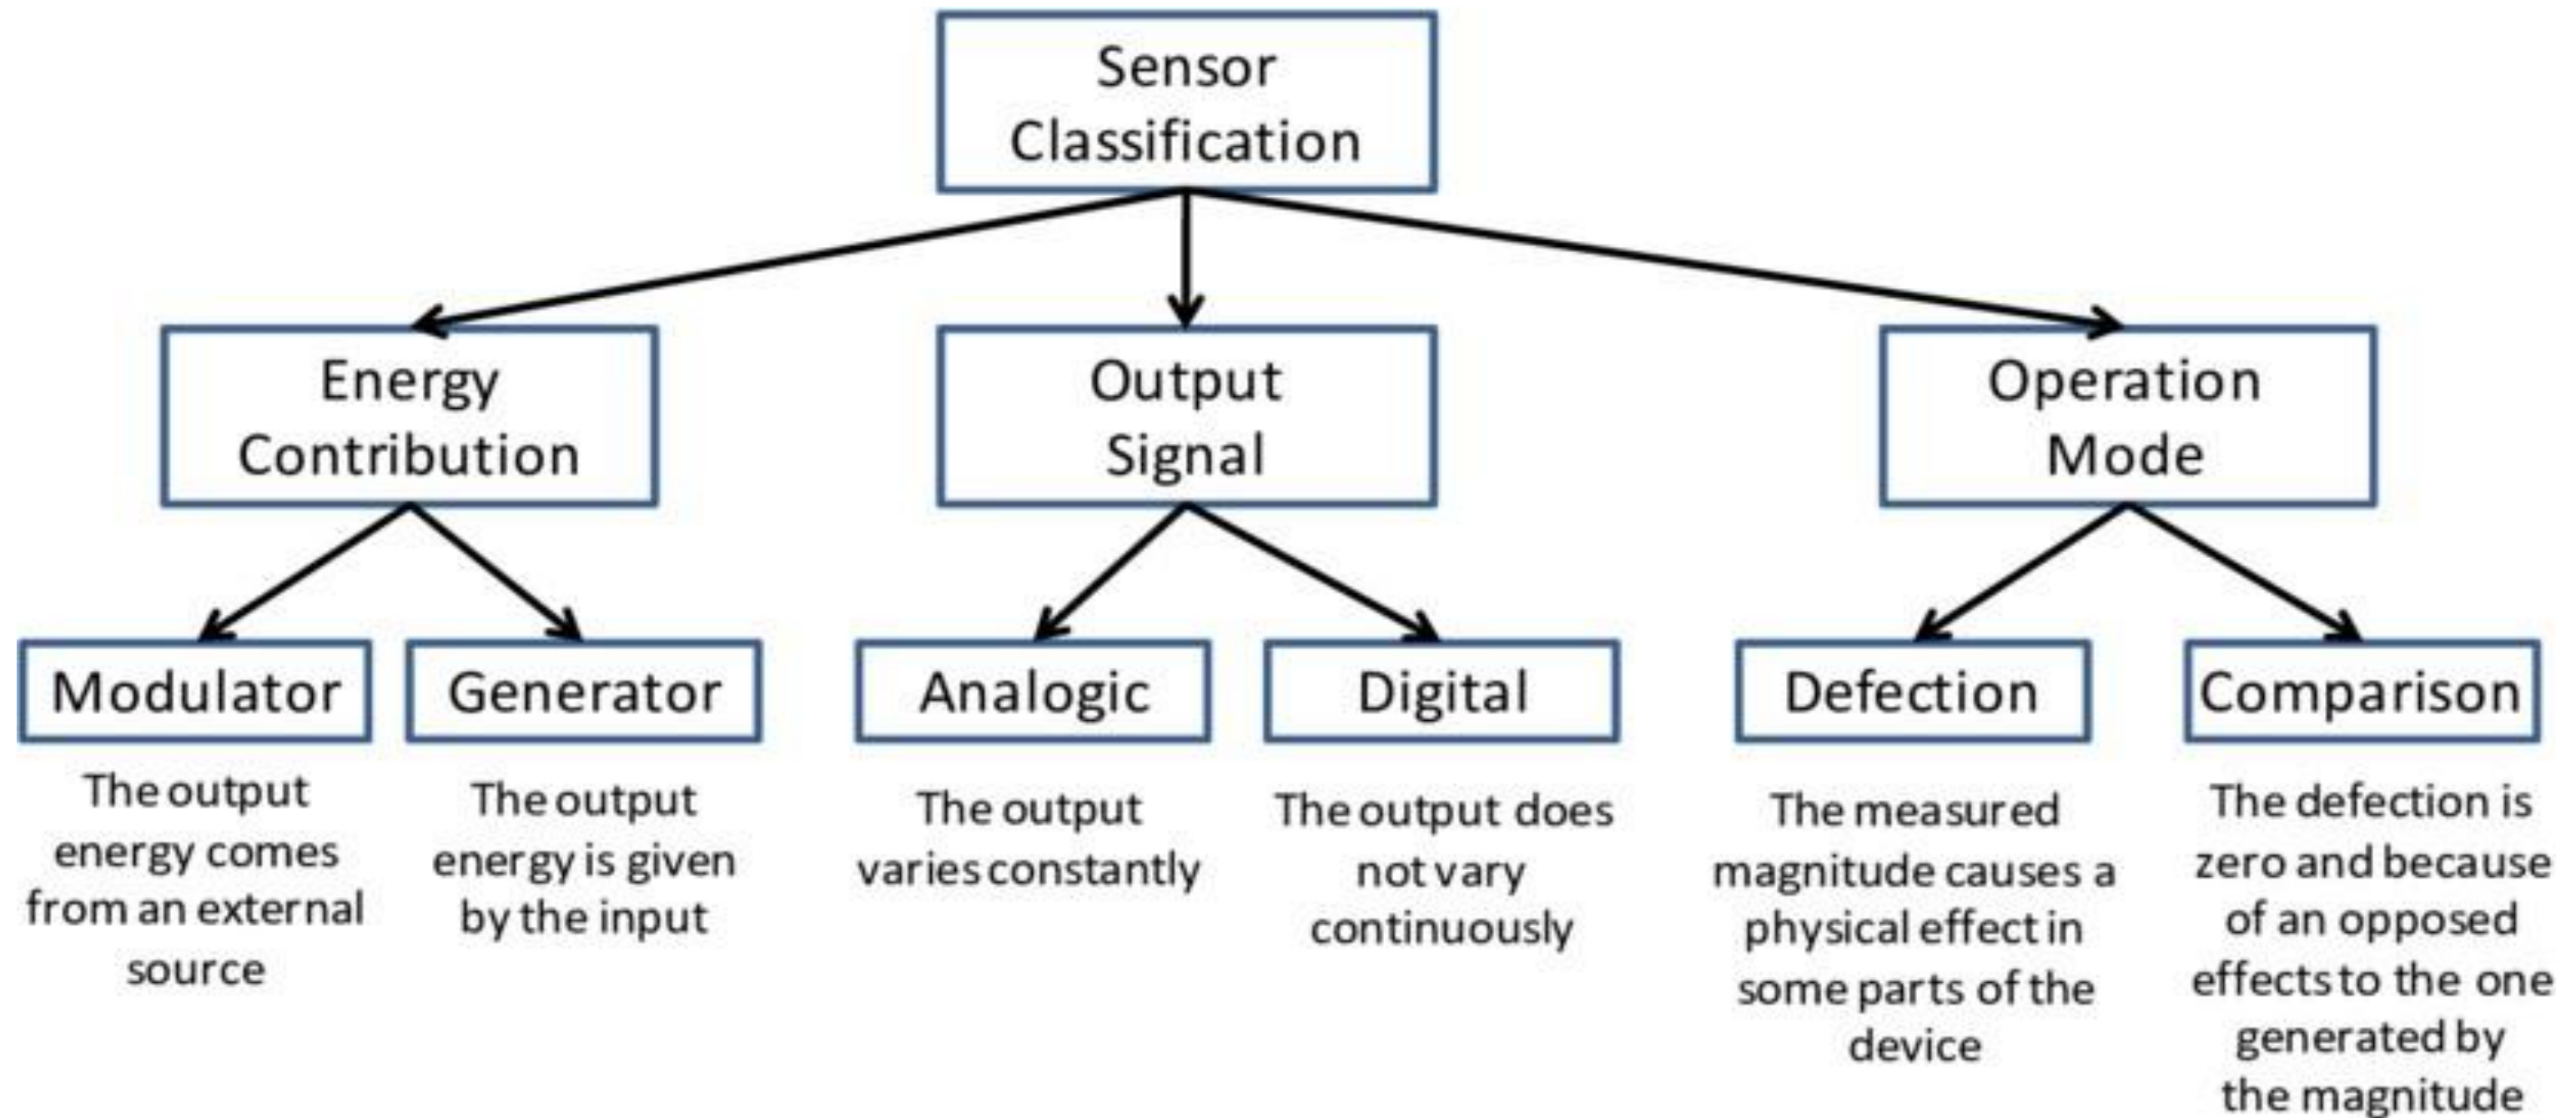 Sensor
Classification
Energy
Contribution
Output
Signal
Operation
Mode
Modulator
Generator
Analogic
Digital
Defection
Comparison
The output
energy comes
from an external
source
The output
energy is given
by the input
The output
varies constantly
The output does
not vary
continuously
The measured
magnitude causes a
physical effect in
some parts of the
device
The defection is
zero and because
of an opposed
effects to the one
generated by
the magnitude